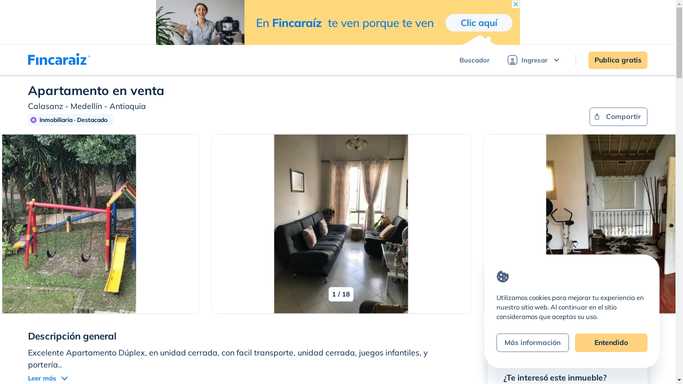 En Fincaraíz te ven porque te ven
Clic aquí
Fincaraiz
Buscador
Ingresar
Publica gratis
Apartamento en venta
Calasanz - Medellín - Antioquia
Inmobiliaria · Destacado
Compartir
1 / 18
Utilizamos cookies para mejorar tu experiencia en
nuestro sitio web. Al continuar en el sitio
consideramos que aceptas su uso.
Más información
Entendido
Descripción general
Excelente Apartamento Dúplex, en unidad cerrada, con facil transporte, unidad cerrada, juegos infantiles, y
portería..
Leer más
¿Te interesó este inmueble?